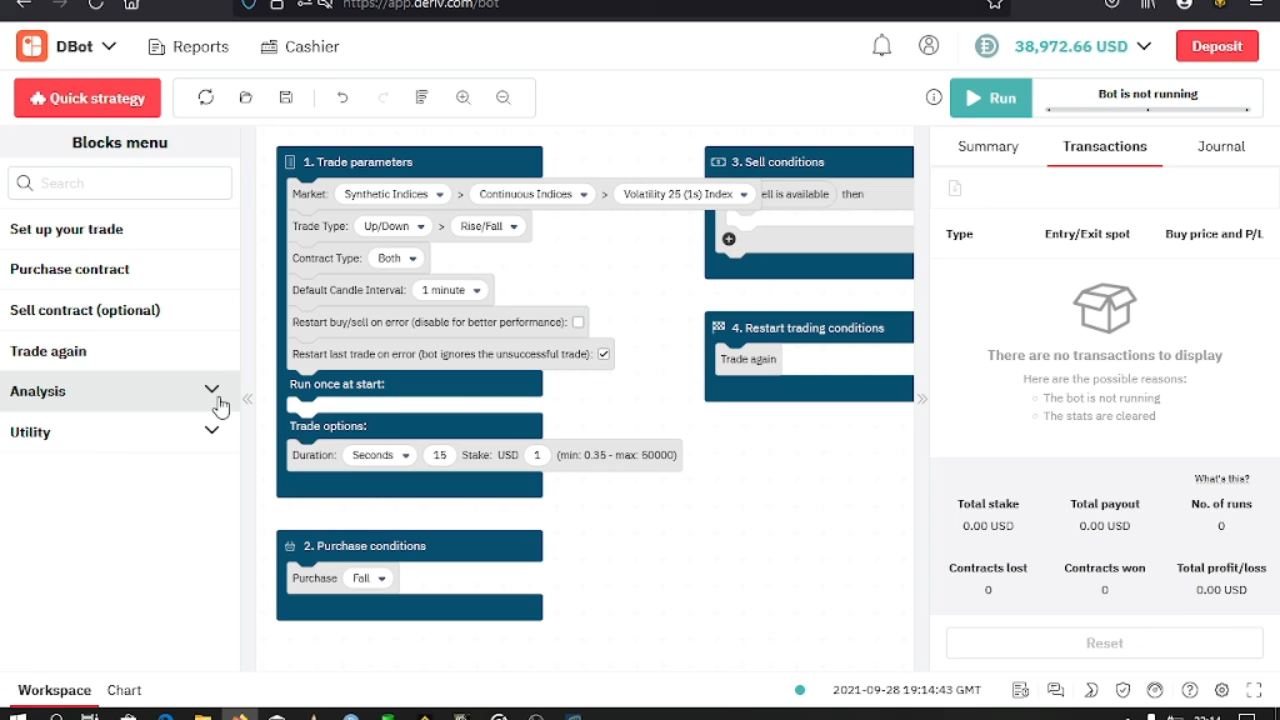 https://app.deriv.com/bot
DBot
Reports
Cashier
38,972.66 USD
Deposit
Quick strategy
Run
Bot is not running
Blocks menu
Search
Set up your trade
Purchase contract
Sell contract (optional)
Trade again
Analysis
Utility
1. Trade parameters
Market: Synthetic Indices > Continuous Indices > Volatility 25 (1s) Index
Trade Type: Up/Down > Rise/Fall
Contract Type: Both
Default Candle Interval: 1 minute
Restart buy/sell on error (disable for better performance):
Restart last trade on error (bot ignores the unsuccessful trade):
Run once at start:
Trade options:
Duration: Seconds 15 Stake: USD 1 (min: 0.35 - max: 50000)
2. Purchase conditions
Purchase Fall
3. Sell conditions
ell is available then
4. Restart trading conditions
Trade again
Summary Transactions Journal
Type Entry/Exit spot Buy price and P/L
There are no transactions to display
Here are the possible reasons:
The bot is not running
The stats are cleared
What's this?
Total stake Total payout No. of runs
0.00 USD 0.00 USD 0
Contracts lost Contracts won Total profit/loss
0 0 0.00 USD
Reset
Workspace Chart
2021-09-28 19:14:43 GMT